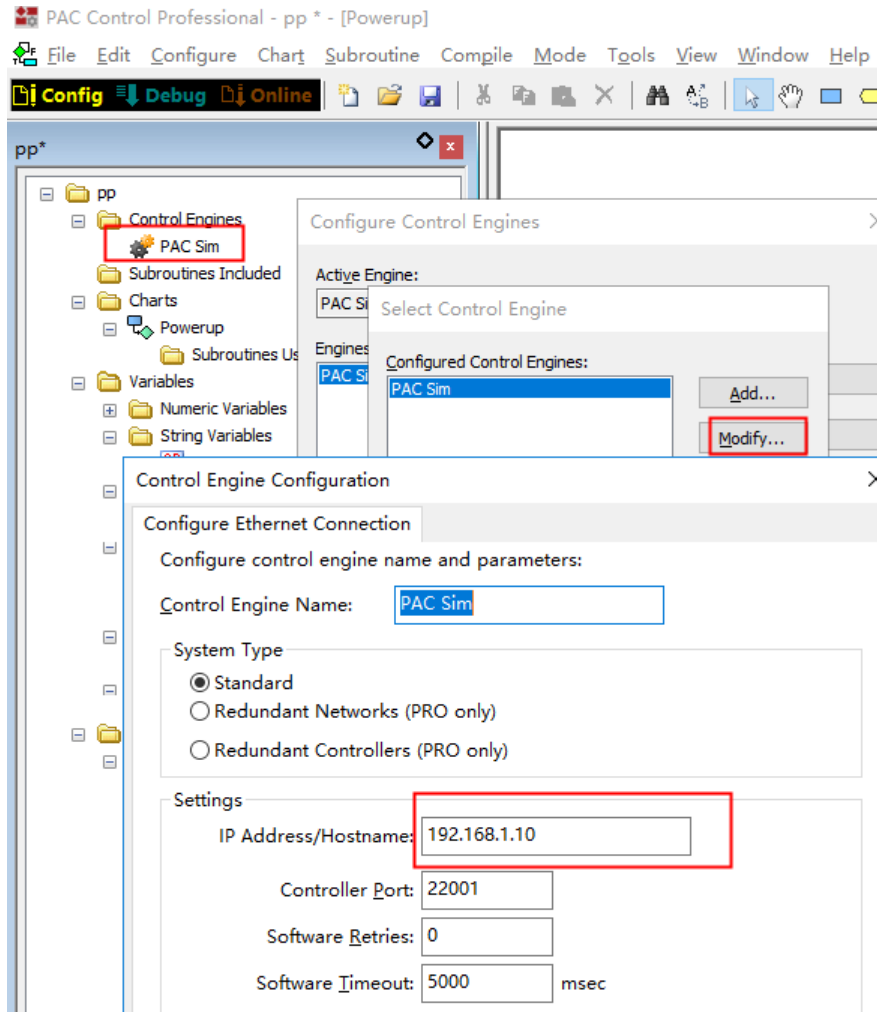 PAC Control Professional - pp * - [Powerup]
File Edit Configure Chart Subroutine Compile Mode Tools View Window Help
Config Debug Online
pp*
pp
Control Engines
PAC Sim
Subroutines Included
Charts
Powerup
Subroutines Us
Variables
Numeric Variables
String Variables
Configure Control Engines
Active Engine:
PAC Si
Engines
PAC Si
Select Control Engine
Configured Control Engines:
PAC Sim
Add...
Modify...
Control Engine Configuration
Configure Ethernet Connection
Configure control engine name and parameters:
Control Engine Name: PAC Sim
System Type
Standard
Redundant Networks (PRO only)
Redundant Controllers (PRO only)
Settings
IP Address/Hostname: 192.168.1.10
Controller Port: 22001
Software Retries: 0
Software Timeout: 5000 msec